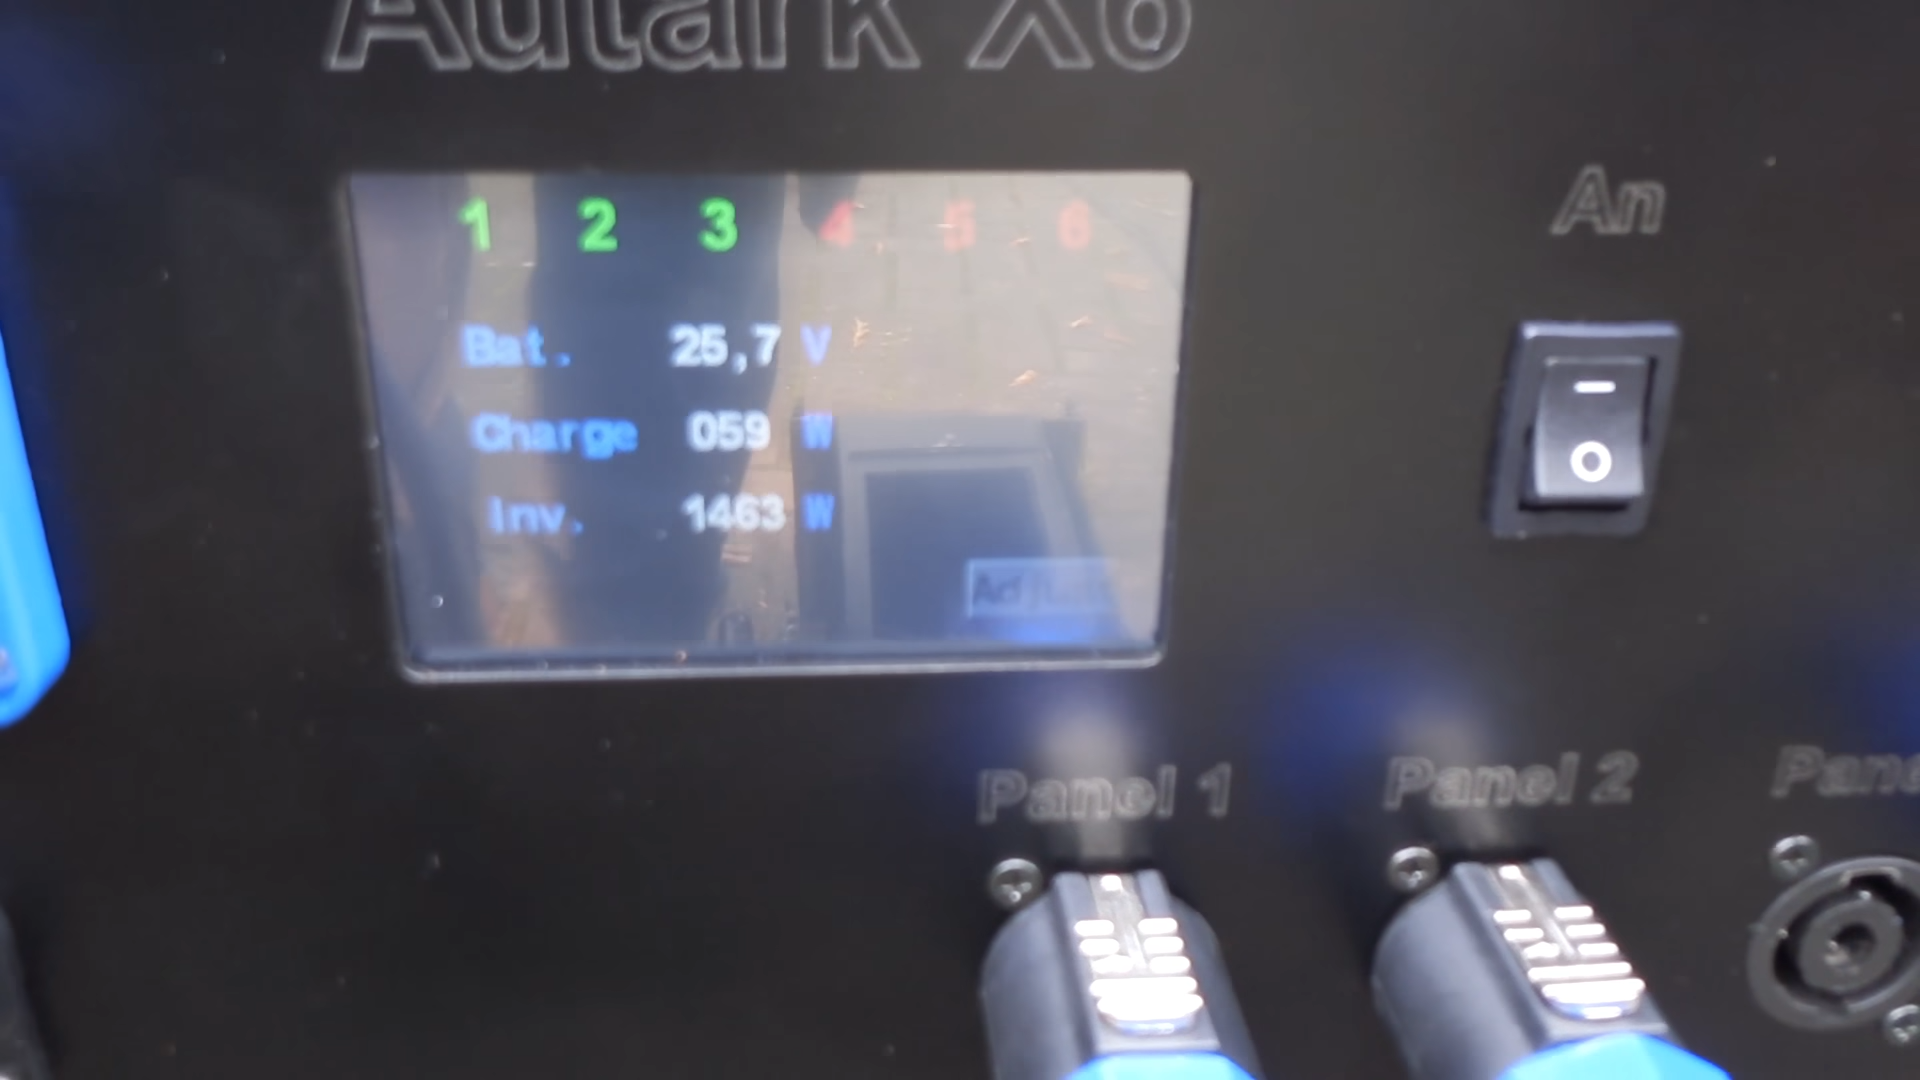 Autark X6
1 2 3 4 5 6
Bat. 25,7 V
Charge 059 W
Inv. 1463 W
Adjust
An
Panel 1
Panel 2